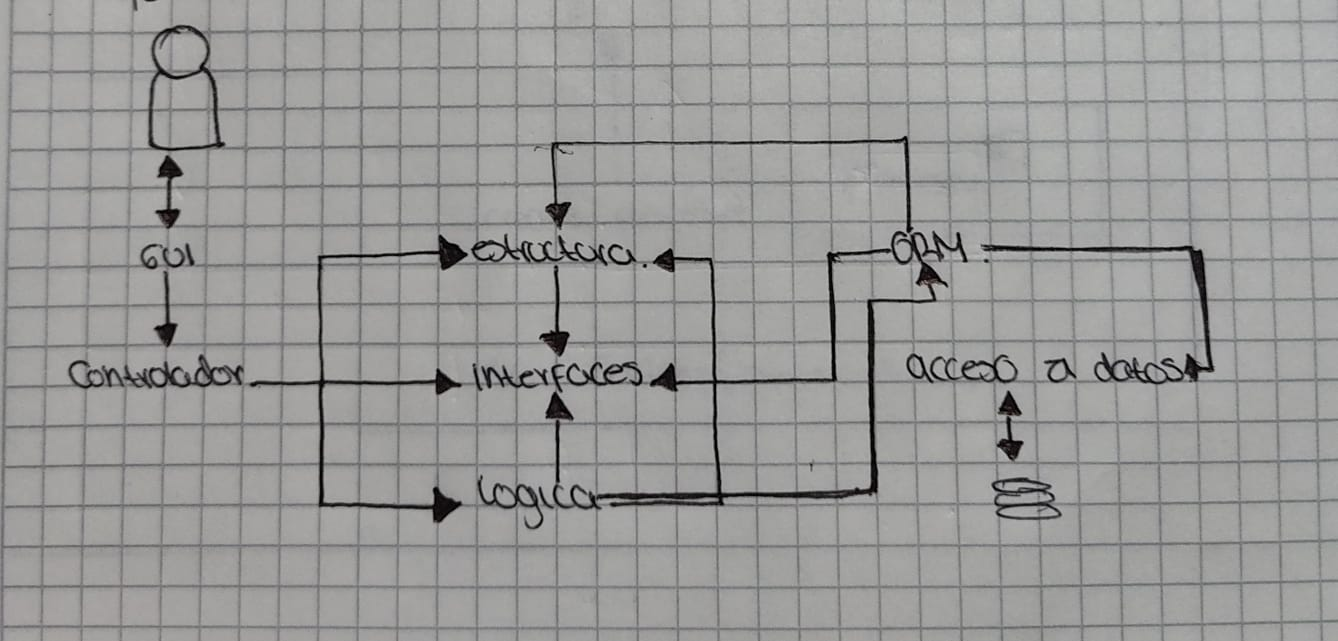 GUI
estructura.
ORM.
Controlador
interfaces
acceso a datos
Logica